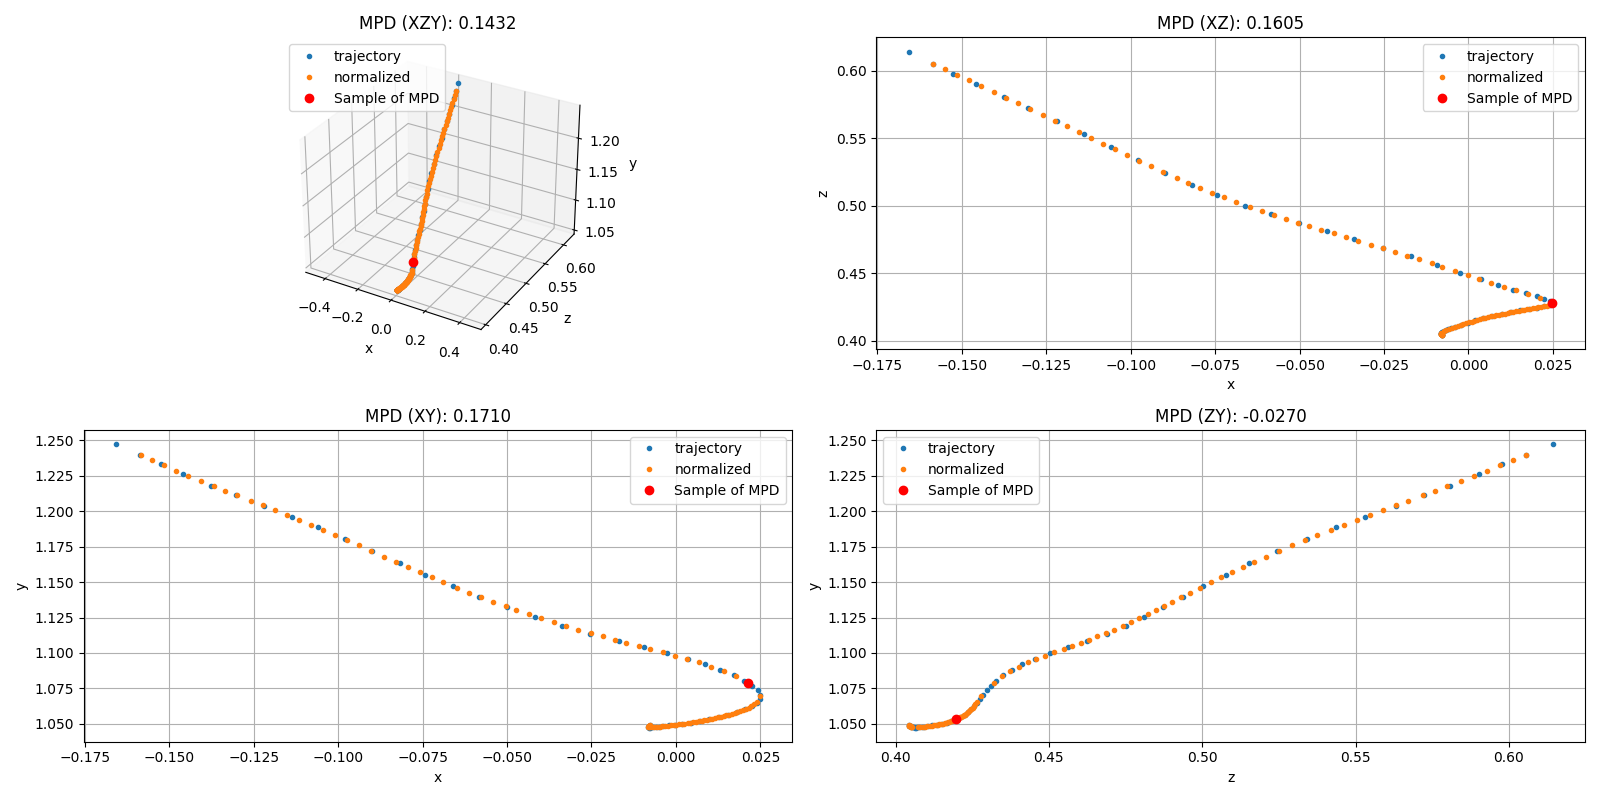 MPD (XZY): 0.1432
trajectory
normalized
Sample of MPD
1.20
1.15
1.10
1.05
y
0.60
0.55
0.50
0.45
0.40
z
−0.4
−0.2
0.0
0.2
0.4
x
MPD (XZ): 0.1605
trajectory
normalized
Sample of MPD
0.60
0.55
0.50
0.45
0.40
z
−0.175 −0.150 −0.125 −0.100 −0.075 −0.050 −0.025 0.000 0.025
x
MPD (XY): 0.1710
trajectory
normalized
Sample of MPD
1.250
1.225
1.200
1.175
1.150
1.125
1.100
1.075
1.050
y
−0.175 −0.150 −0.125 −0.100 −0.075 −0.050 −0.025 0.000 0.025
x
MPD (ZY): -0.0270
trajectory
normalized
Sample of MPD
1.250
1.225
1.200
1.175
1.150
1.125
1.100
1.075
1.050
y
0.40 0.45 0.50 0.55 0.60
z